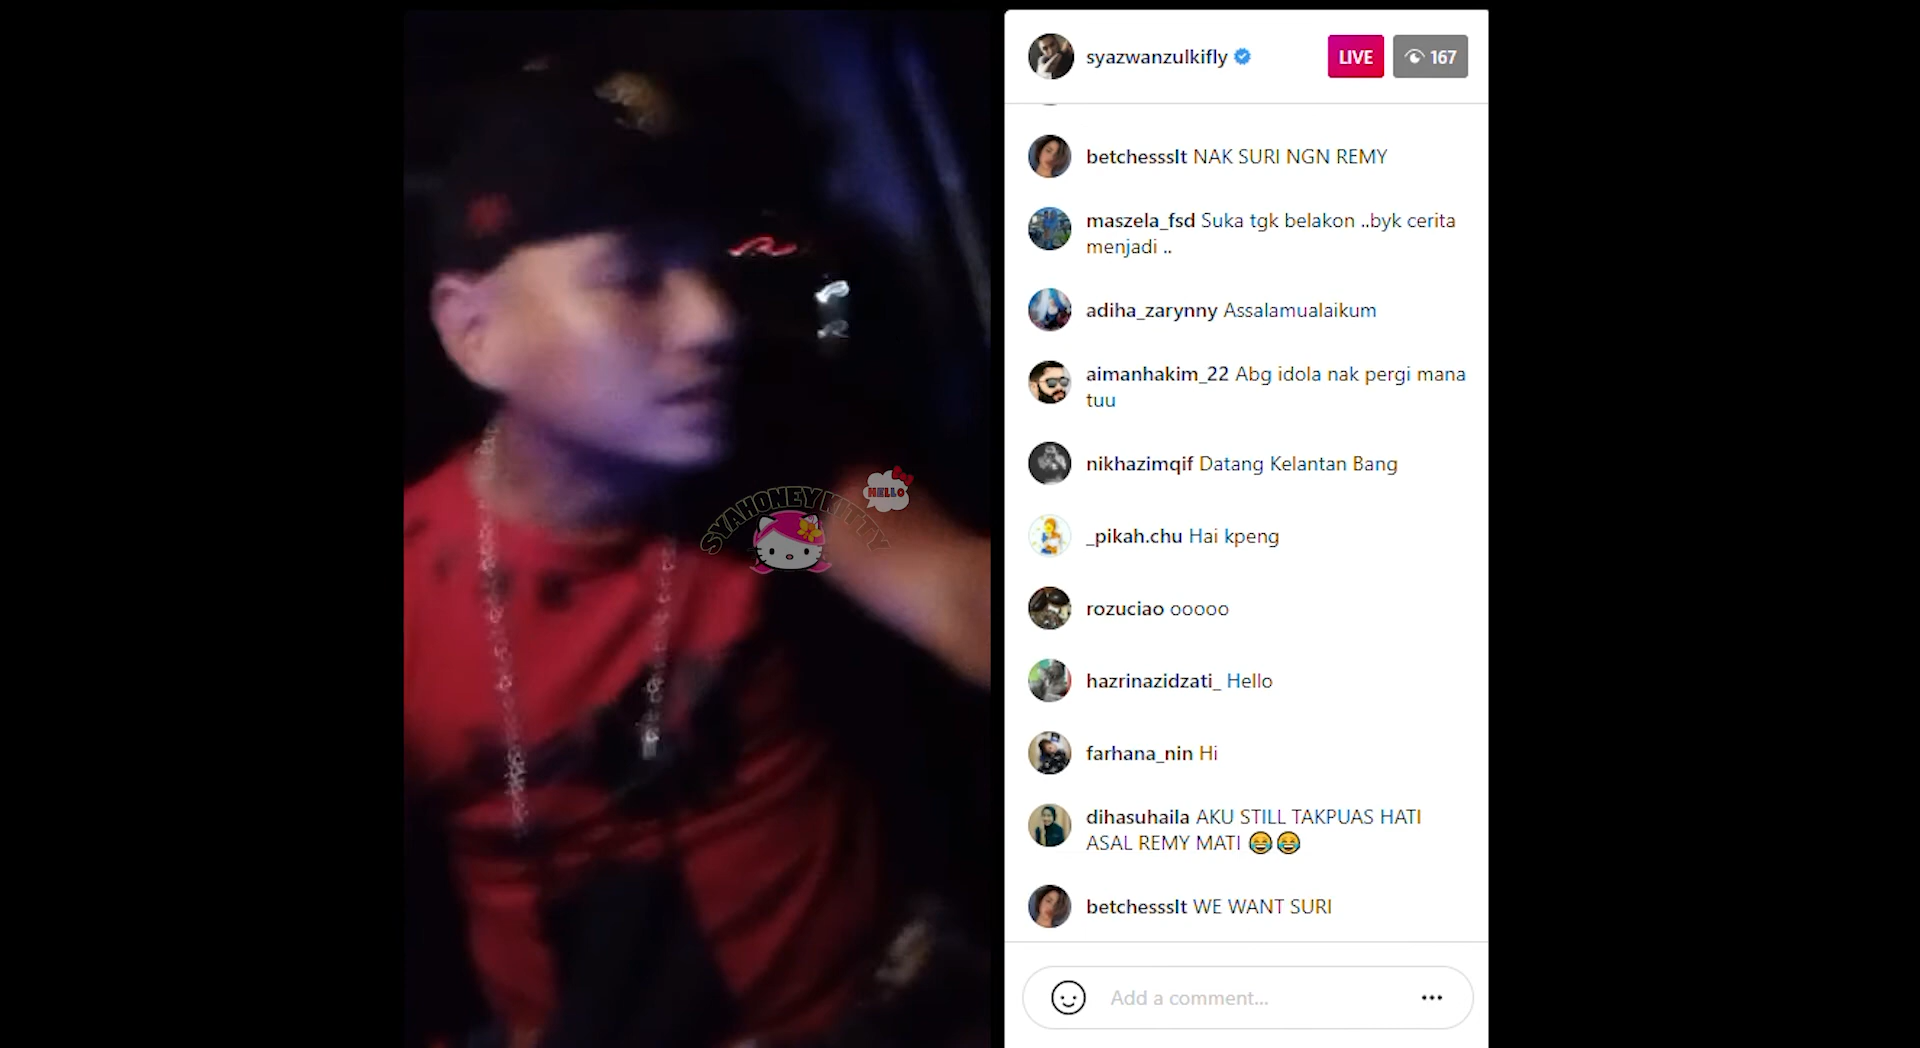 syazwanzulkifly
LIVE
167
betchessslt NAK SURI NGN REMY
maszela_fsd Suka tgk belakon ..byk cerita
menjadi ..
adiha_zarynny Assalamualaikum
aimanhakim_22 Abg idola nak pergi mana
tuu
nikhazimqif Datang Kelantan Bang
_pikah.chu Hai kpeng
rozuciao ooooo
hazrinazidzati_ Hello
farhana_nin Hi
dihasuhaila AKU STILL TAKPUAS HATI
ASAL REMY MATI 😂😂
betchessslt WE WANT SURI
Add a comment...
HELLO
SYAHONEYKITTY